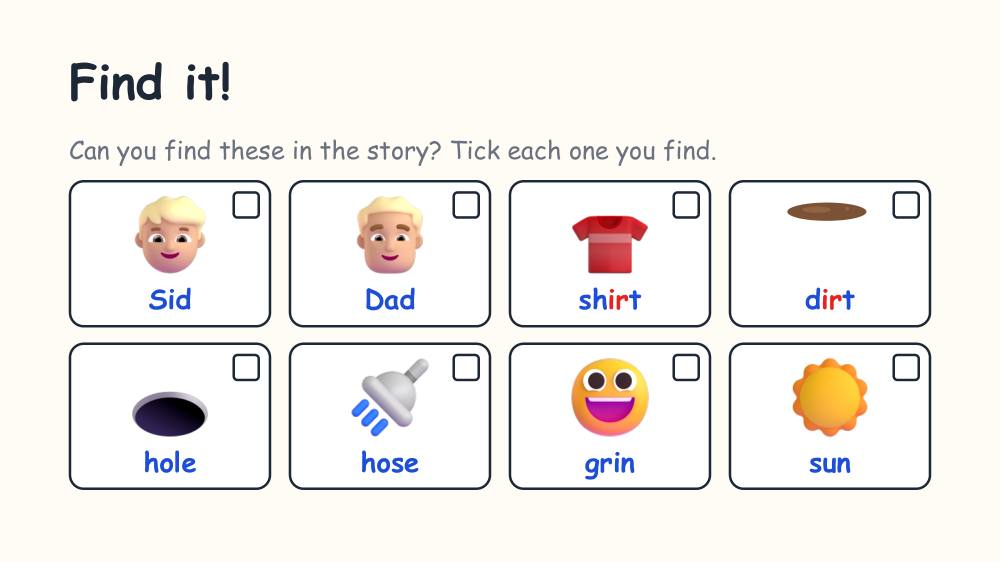 Find it!
Can you find these in the story? Tick each one you find.
Sid
Dad
shirt
dirt
hole
hose
grin
sun